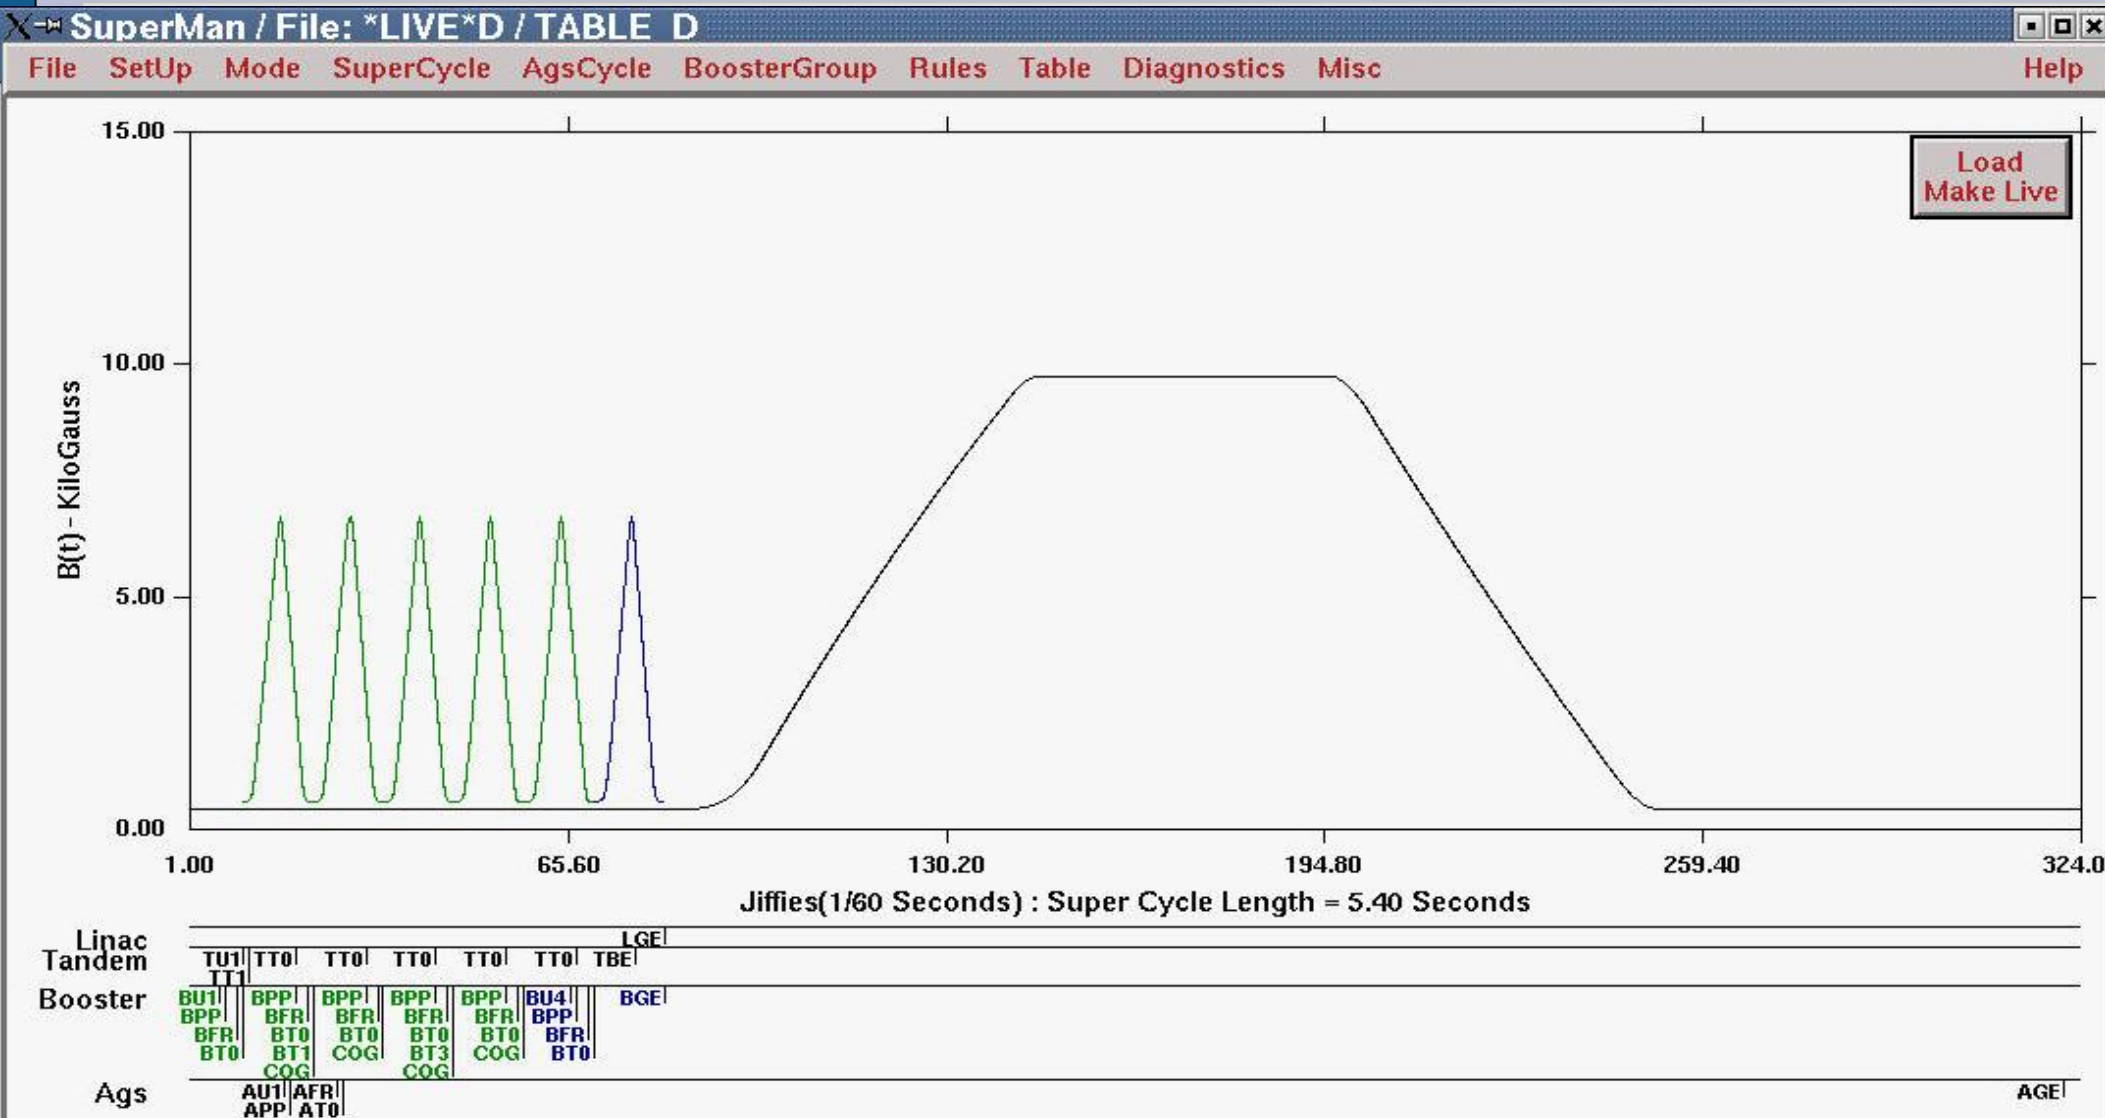 SuperMan / File: *LIVE*D / TABLE_D
File SetUp Mode SuperCycle AgsCycle BoosterGroup Rules Table Diagnostics Misc Help
Load
Make Live
15.00
10.00
5.00
0.00
B(t) - KiloGauss
1.00 65.60 130.20 194.80 259.40 324.0
Jiffies(1/60 Seconds) : Super Cycle Length = 5.40 Seconds
Linac LGE
Tandem TU1 TT0 TT0 TT0 TT0 TT0 TBE
TT1
Booster BU1 BPP BPP BPP BPP BU4 BGE
BPP BFR BFR BFR BFR BPP
BFR BT0 BT0 BT0 BT0 BFR
BT0 BT1 COG BT3 COG BT0
COG COG
Ags AU1 AFR AGE
APP AT0